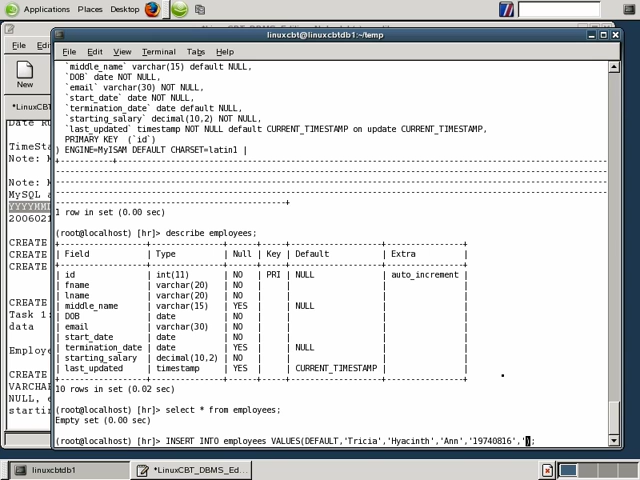 Applications Places Desktop
linuxcbt@linuxcbtdb1:~/temp
File Edit View Terminal Tabs Help
`middle_name` varchar(15) default NULL,
`DOB` date NOT NULL,
`email` varchar(30) NOT NULL,
`start_date` date NOT NULL,
`termination_date` date default NULL,
`starting_salary` decimal(10,2) NOT NULL,
`last_updated` timestamp NOT NULL default CURRENT_TIMESTAMP on update CURRENT_TIMESTAMP,
PRIMARY KEY (`id`)
) ENGINE=MyISAM DEFAULT CHARSET=latin1 |
1 row in set (0.00 sec)
(root@localhost) [hr]> describe employees;
| Field | Type | Null | Key | Default | Extra |
| id | int(11) | NO | PRI | NULL | auto_increment |
| fname | varchar(20) | NO | | | |
| lname | varchar(20) | NO | | | |
| middle_name | varchar(15) | YES | | NULL | |
| DOB | date | NO | | | |
| email | varchar(30) | NO | | | |
| start_date | date | NO | | | |
| termination_date | date | YES | | NULL | |
| starting_salary | decimal(10,2) | NO | | | |
| last_updated | timestamp | YES | | CURRENT_TIMESTAMP | |
10 rows in set (0.02 sec)
(root@localhost) [hr]> select * from employees;
Empty set (0.00 sec)
(root@localhost) [hr]> INSERT INTO employees VALUES(DEFAULT,'Tricia','Hyacinth','Ann','19740816','');
File Ed
New
*LinuxCBT
Date
TimeSta
Note:
Note:
MySQL
YYYYMM
2006021
CREATE
CREATE
CREATE
CREATE
Task 1:
data
Employe
CREATE
VARCHAR
NULL, e
startin
linuxcbtdb1
*LinuxCBT_DBMS_Ed...